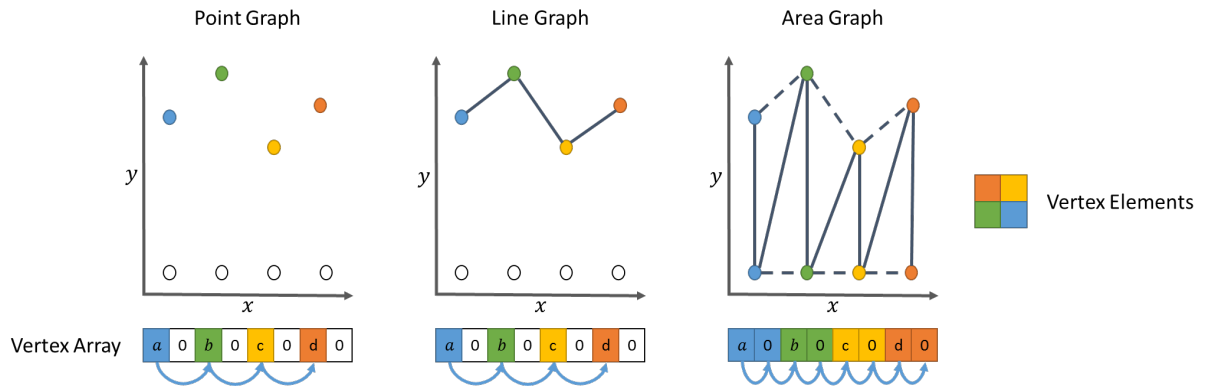 Point Graph
Line Graph
Area Graph
y
x
y
x
y
x
Vertex Elements
Vertex Array
a 0 b 0 c 0 d 0
a 0 b 0 c 0 d 0
a 0 b 0 c 0 d 0